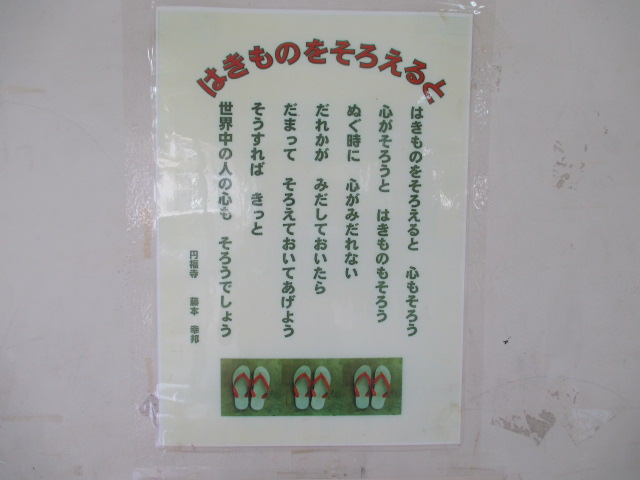 はきものをそろえると
はきものをそろえると　心もそろう
心がそろうと　はきものもそろう
ぬぐ時に　心がみだれない
だれかが　みだしておいたら
だまって　そろえておいてあげよう
そうすれば　きっと
世界中の人の心も　そろうでしょう
円福寺　藤本　幸邦